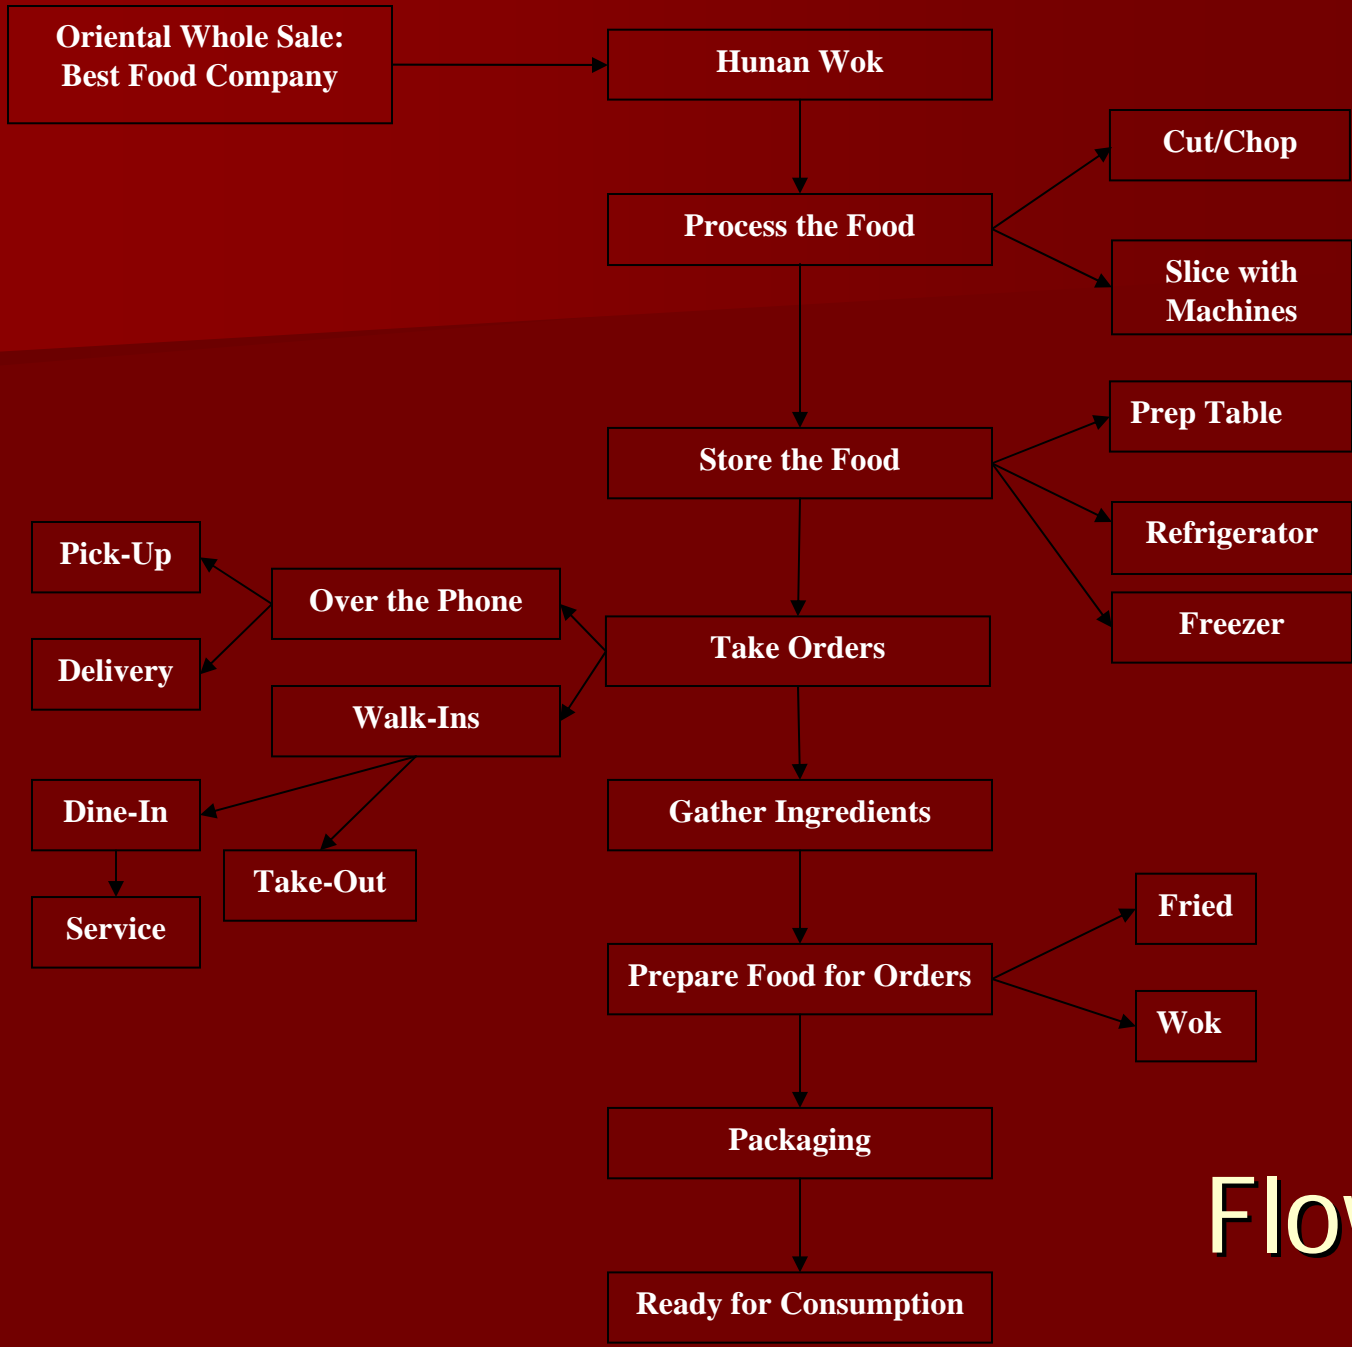 Oriental Whole Sale:
Best Food Company
Hunan Wok
Cut/Chop
Process the Food
Slice with
Machines
Prep Table
Store the Food
Refrigerator
Pick-Up
Over the Phone
Freezer
Take Orders
Delivery
Walk-Ins
Dine-In
Gather Ingredients
Take-Out
Fried
Service
Prepare Food for Orders
Wok
Packaging
Ready for Consumption